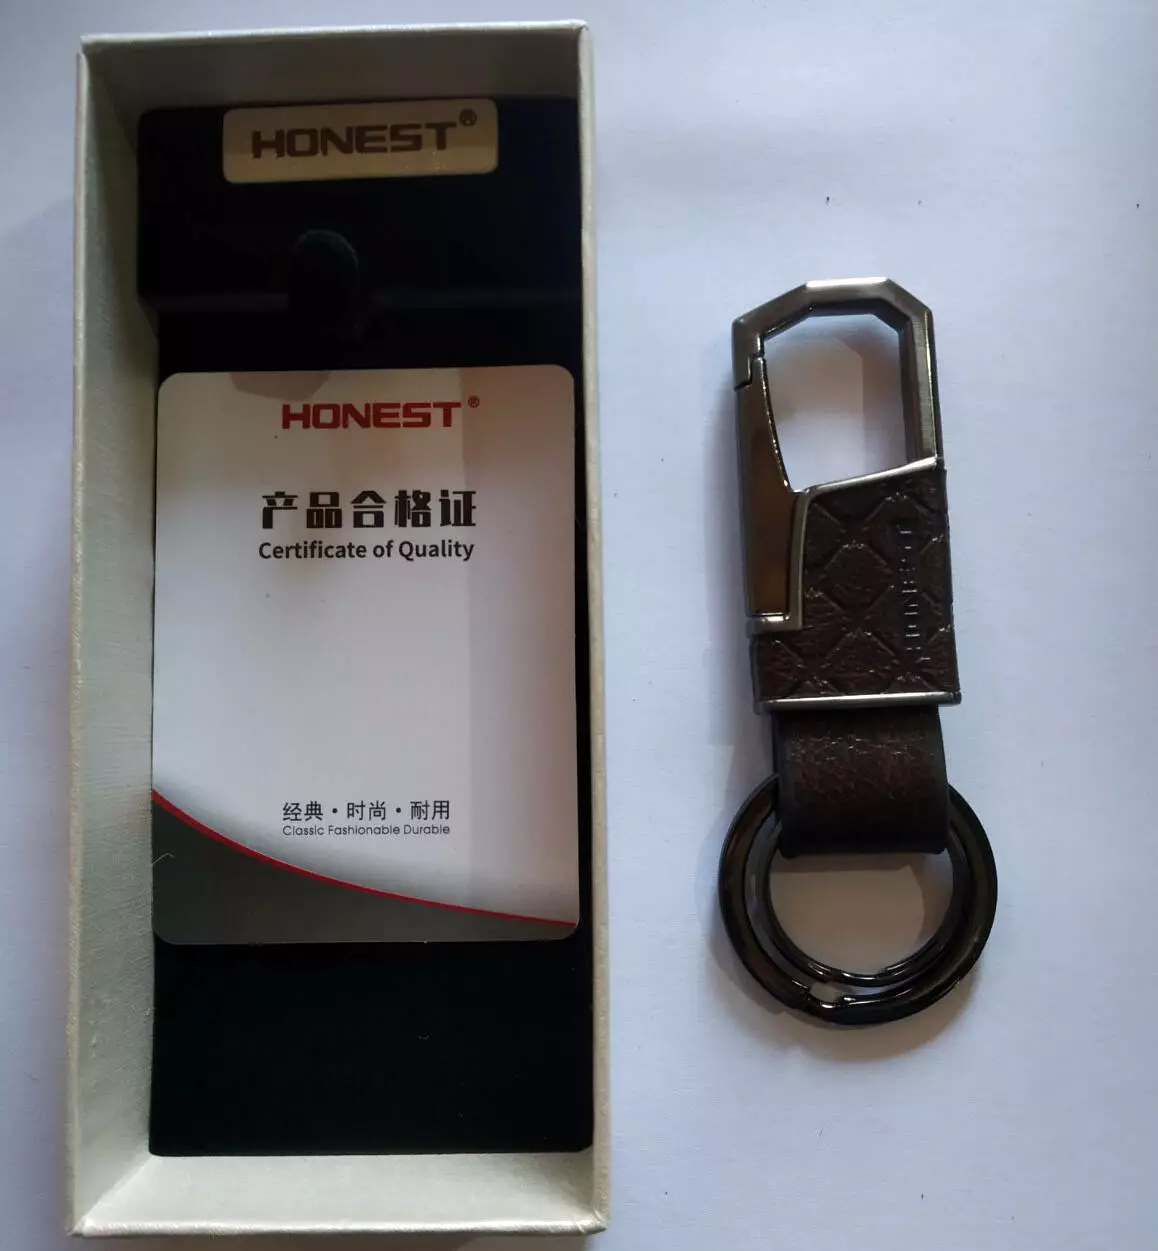 HONEST®
HONEST®
产品合格证
Certificate of Quality
经典·时尚·耐用
Classic Fashionable Durable
HONEST